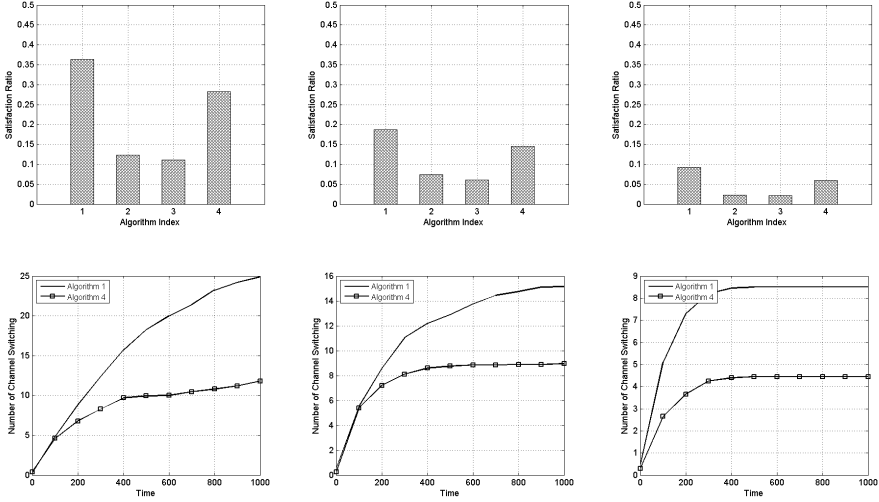 0.5
0.45
0.4
0.35
0.3
0.25
0.2
0.15
0.1
0.05
0
Satisfaction Ratio
1 2 3 4
Algorithm Index
0.5
0.45
0.4
0.35
0.3
0.25
0.2
0.15
0.1
0.05
0
Satisfaction Ratio
1 2 3 4
Algorithm Index
0.5
0.45
0.4
0.35
0.3
0.25
0.2
0.15
0.1
0.05
0
Satisfaction Ratio
1 2 3 4
Algorithm Index
25
20
15
10
5
0
Number of Channel Switching
Algorithm 1
Algorithm 4
0 200 400 600 800 1000
Time
16
14
12
10
8
6
4
2
0
Number of Channel Switching
Algorithm 1
Algorithm 4
0 200 400 600 800 1000
Time
9
8
7
6
5
4
3
2
1
0
Number of Channel Switching
Algorithm 1
Algorithm 4
0 200 400 600 800 1000
Time